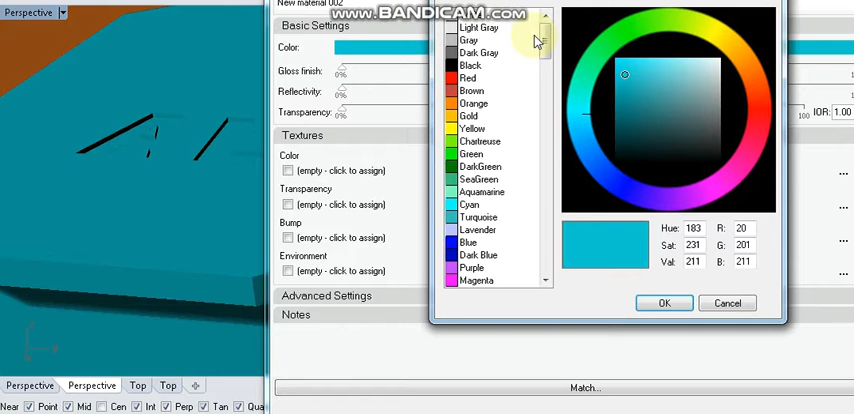 New material 002
www.BANDICAM.com
Perspective
Basic Settings
Color:
Gloss finish:
0%
Reflectivity:
0%
Transparency:
0%
100
IOR: 1.00
Textures
Color
(empty - click to assign)
...
Transparency
(empty - click to assign)
...
Bump
(empty - click to assign)
...
Environment
(empty - click to assign)
...
Advanced Settings
Notes
Match...
Light Gray
Gray
Dark Gray
Black
Red
Brown
Orange
Gold
Yellow
Chartreuse
Green
DarkGreen
SeaGreen
Aquamarine
Cyan
Turquoise
Lavender
Blue
Dark Blue
Purple
Magenta
Hue: 183 R: 20
Sat: 231 G: 201
Val: 211 B: 211
OK Cancel
Perspective Perspective Top Top
Near Point Mid Cen Int Perp Tan Qua